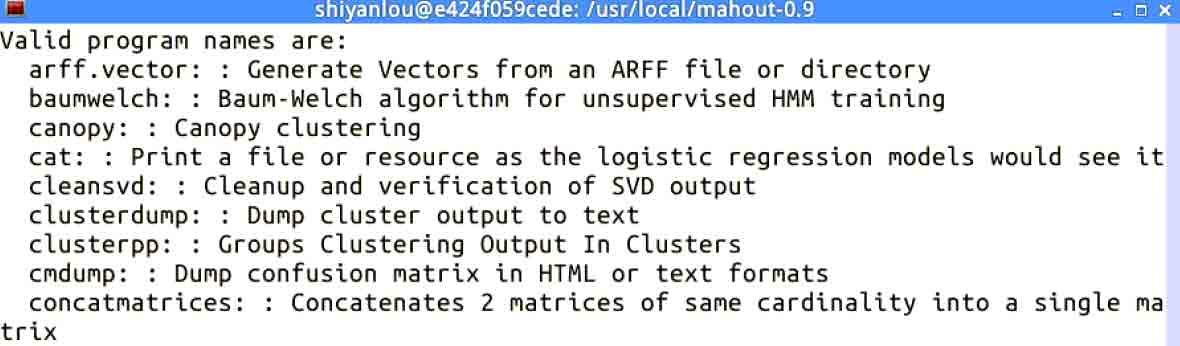 shiyanlou@e424f059cede: /usr/local/mahout-0.9
Valid program names are:
  arff.vector: : Generate Vectors from an ARFF file or directory
  baumwelch: : Baum-Welch algorithm for unsupervised HMM training
  canopy: : Canopy clustering
  cat: : Print a file or resource as the logistic regression models would see it
  cleansvd: : Cleanup and verification of SVD output
  clusterdump: : Dump cluster output to text
  clusterpp: : Groups Clustering Output In Clusters
  cmdump: : Dump confusion matrix in HTML or text formats
  concatmatrices: : Concatenates 2 matrices of same cardinality into a single ma
trix